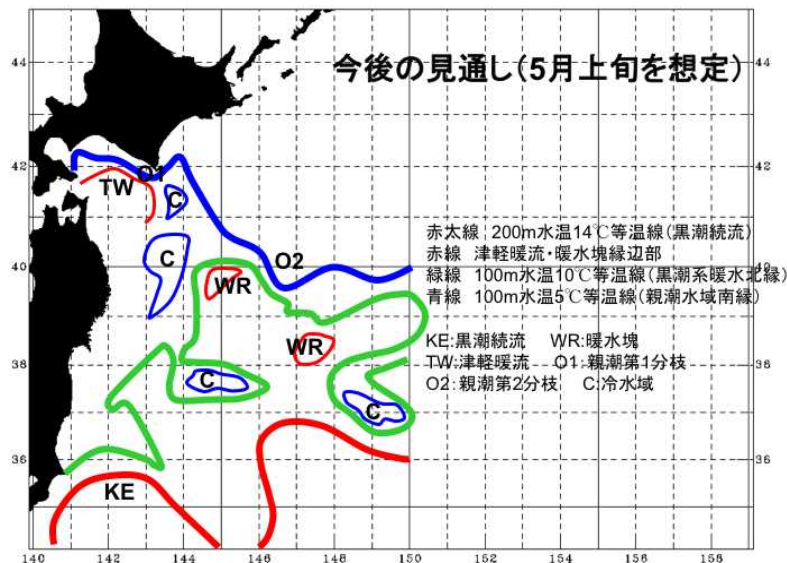 今後の見通し(5月上旬を想定)
44
44
42
42
40
40
38
38
36
36
O1
TW
C
C
O2
WR
WR
C
C
KE
赤太線 200m水温14℃等温線(黒潮続流)
赤線 津軽暖流・暖水塊縁辺部
緑線 100m水温10℃等温線(黒潮系暖水北縁)
青線 100m水温5℃等温線(親潮水域南縁)
KE:黒潮続流 WR:暖水塊
TW:津軽暖流 O1:親潮第1分枝
O2:親潮第2分枝 C:冷水域
140 142 144 146 148 150 152 154 156 158